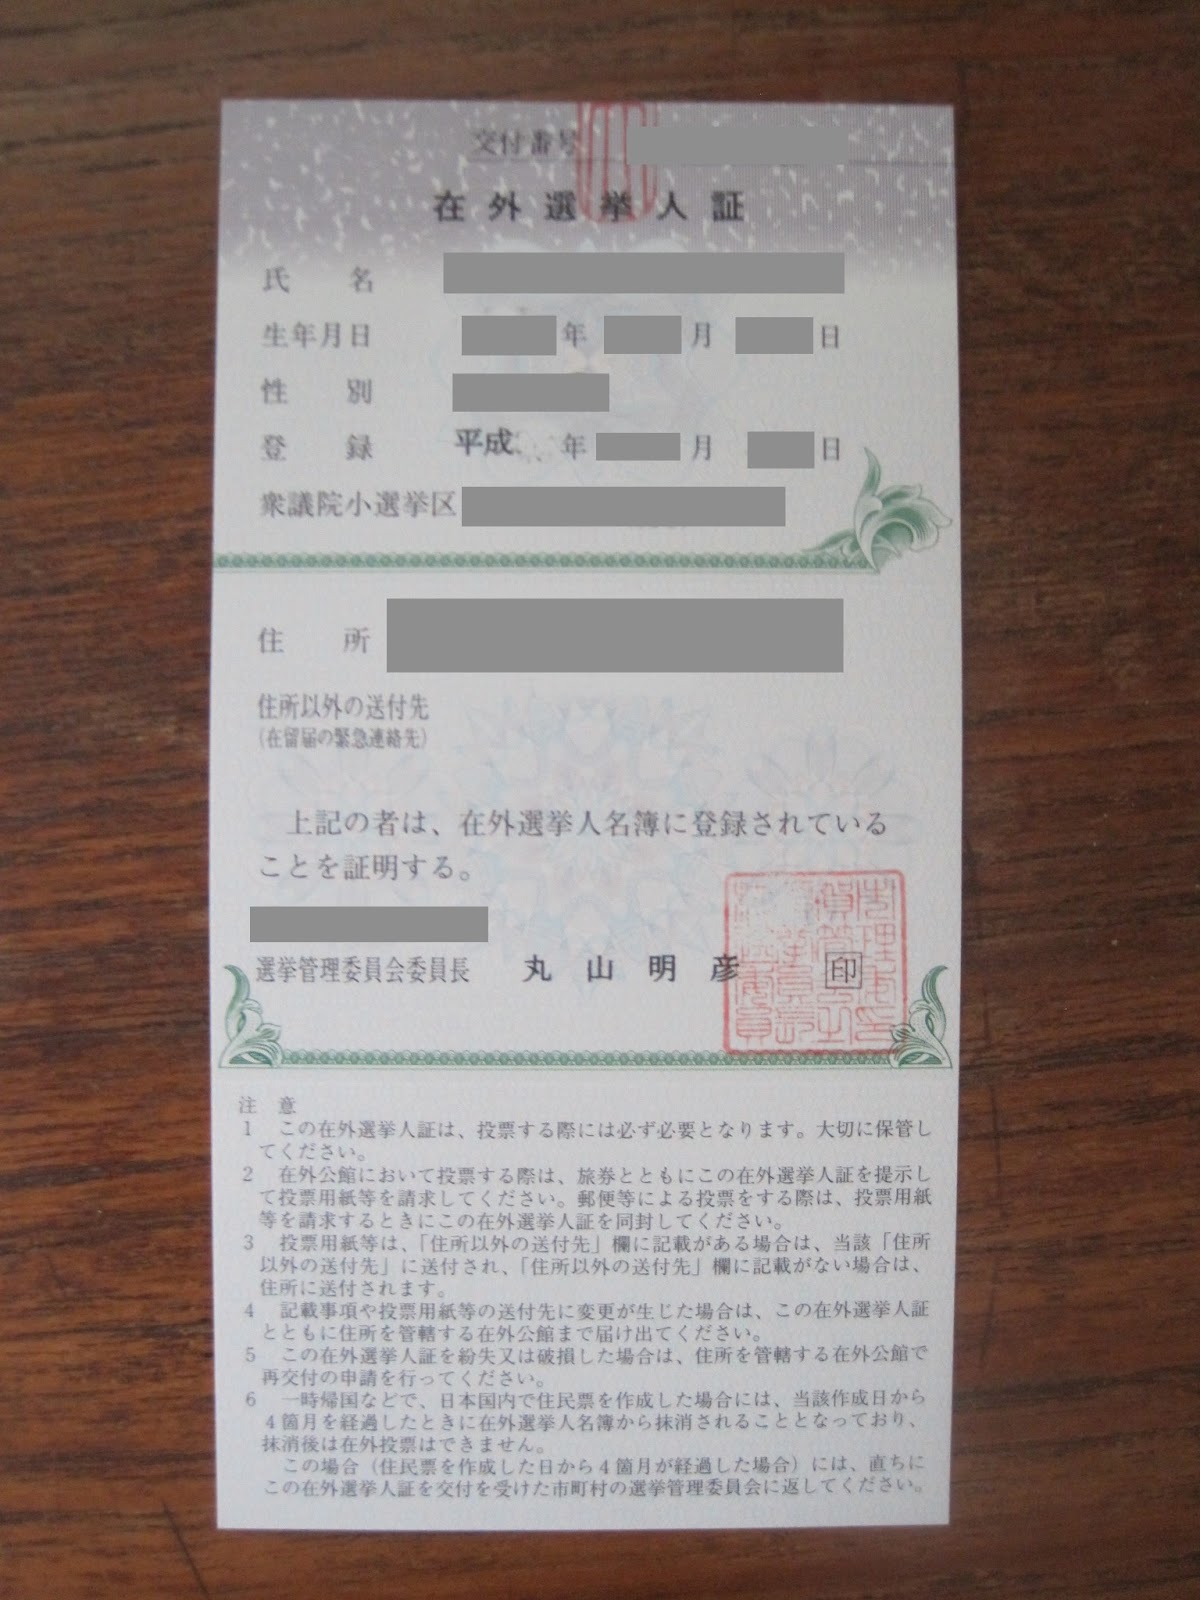 交付番号
在外選挙人証
氏　　名
生年月日　　年　　月　　日
性　　別
登　　録　平成　　年　　月　　日
衆議院小選挙区
住　　所
住所以外の送付先
(在留届の緊急連絡先)
上記の者は、在外選挙人名簿に登録されている
ことを証明する。
選挙管理委員会委員長　丸山明彦　印
注　意
1　この在外選挙人証は、投票する際には必ず必要となります。大切に保管し
てください。
2　在外公館において投票する際は、旅券とともにこの在外選挙人証を提示し
て投票用紙等を請求してください。郵便等による投票をする際は、投票用紙
等を請求するときにこの在外選挙人証を同封してください。
3　投票用紙等は、「住所以外の送付先」欄に記載がある場合は、当該「住所
以外の送付先」に送付され、「住所以外の送付先」欄に記載がない場合は、
住所に送付されます。
4　記載事項や投票用紙等の送付先に変更が生じた場合は、この在外選挙人証
とともに住所を管轄する在外公館まで届け出てください。
5　この在外選挙人証を紛失又は破損した場合は、住所を管轄する在外公館で
再交付の申請を行ってください。
6　一時帰国などで、日本国内で住民票を作成した場合には、当該作成日から
4箇月を経過したときに在外選挙人名簿から抹消されることとなっており、
抹消後は在外投票はできません。
この場合（住民票を作成した日から4箇月が経過した場合）には、直ちに
この在外選挙人証を交付を受けた市町村の選挙管理委員会に返してください。